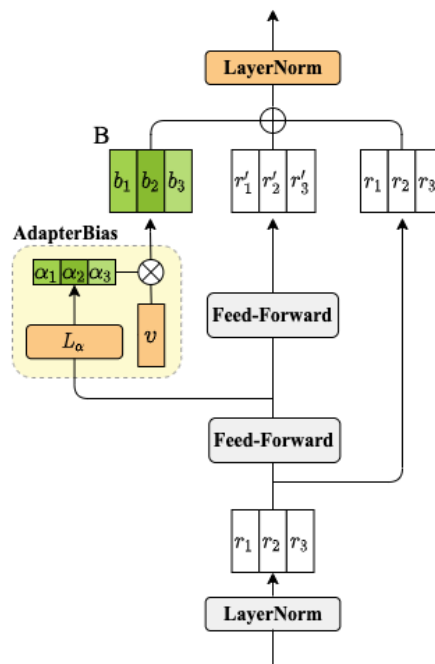 LayerNorm
B
b₁ b₂ b₃
r′₁ r′₂ r′₃
r₁ r₂ r₃
AdapterBias
α₁ α₂ α₃
Lα
v
Feed-Forward
Feed-Forward
r₁ r₂ r₃
LayerNorm